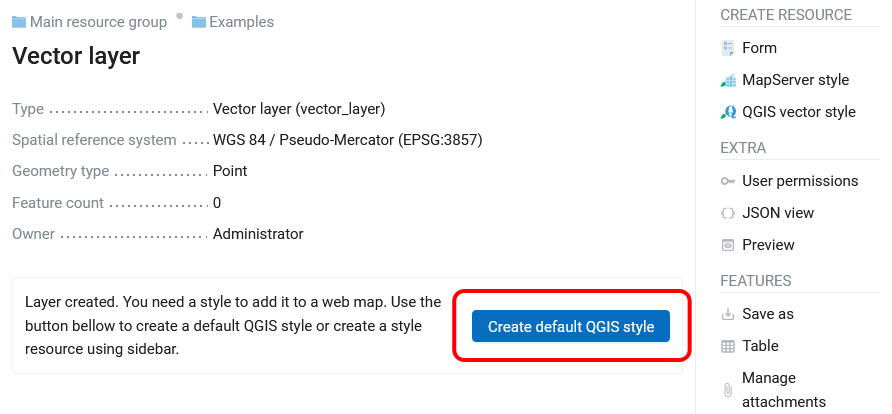 Main resource group Examples
Vector layer
Type Vector layer (vector_layer)
Spatial reference system WGS 84 / Pseudo-Mercator (EPSG:3857)
Geometry type Point
Feature count 0
Owner Administrator
Layer created. You need a style to add it to a web map. Use the
button bellow to create a default QGIS style or create a style
resource using sidebar.
Create default QGIS style
CREATE RESOURCE
Form
MapServer style
QGIS vector style
EXTRA
User permissions
JSON view
Preview
FEATURES
Save as
Table
Manage
attachments